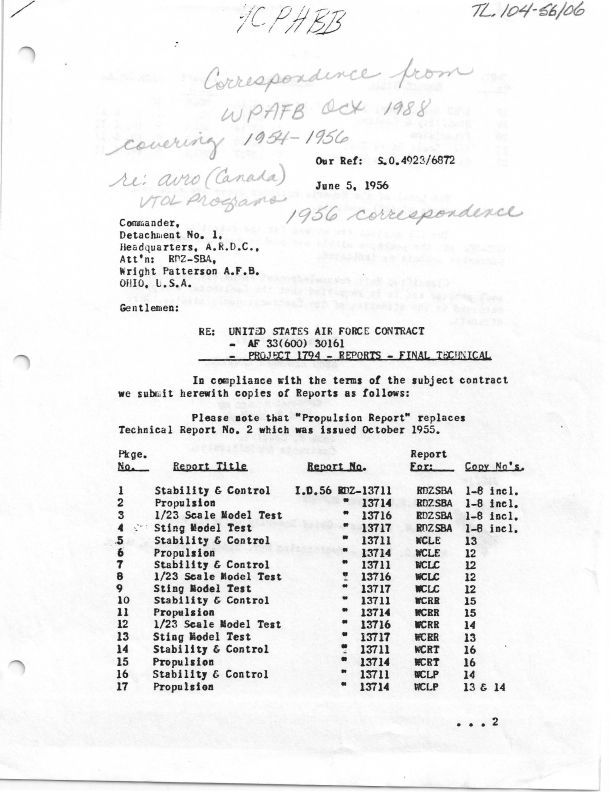 YCPHBB
TL.104-56/06
Correspondence from
WPAFB Oct 1988
covering 1954-1956
Our Ref: S.O.4923/6872
re: avro (Canada)
June 5, 1956
VTOL Programs
1956 correspondence
Commander,
Detachment No. 1,
Headquarters, A.R.D.C.,
Att'n: RDZ-SBA,
Wright Patterson A.F.B.
OHIO, U.S.A.
Gentlemen:
RE: UNITED STATES AIR FORCE CONTRACT
- AF 33(600) 30161
- PROJECT 1794 - REPORTS - FINAL TECHNICAL
In compliance with the terms of the subject contract
we submit herewith copies of Reports as follows:
Please note that "Propulsion Report" replaces
Technical Report No. 2 which was issued October 1955.
Pkge. Report
No. Report Title Report No. For: Copy No's.
1 Stability & Control I.D.56 RDZ-13711 RDZSBA 1-8 incl.
2 Propulsion " 13714 RDZSBA 1-8 incl.
3 1/23 Scale Model Test " 13716 RDZSBA 1-8 incl.
4 Sting Model Test " 13717 RDZSBA 1-8 incl.
5 Stability & Control " 13711 WCLE 13
6 Propulsion " 13714 WCLE 12
7 Stability & Control " 13711 WCLC 12
8 1/23 Scale Model Test " 13716 WCLC 12
9 Sting Model Test " 13717 WCLC 12
10 Stability & Control " 13711 WCRR 15
11 Propulsion " 13714 WCRR 15
12 1/23 Scale Model Test " 13716 WCRR 14
13 Sting Model Test " 13717 WCRR 13
14 Stability & Control " 13711 WCRT 16
15 Propulsion " 13714 WCRT 16
16 Stability & Control " 13711 WCLP 14
17 Propulsion " 13714 WCLP 13 & 14
. . . 2